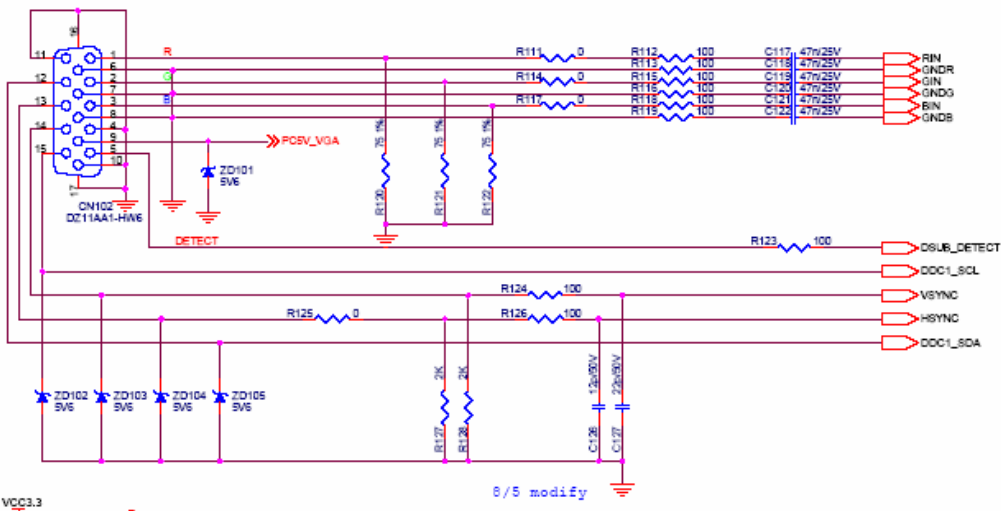 16
11 1 R R111 0 R112 100 C117 47n/25V RIN
6 R113 100 C118 47n/25V GNDR
12 2 G R114 0 R115 100 C119 47n/25V GIN
7 R116 100 C120 47n/25V GNDG
13 3 B R117 0 R118 100 C121 47n/25V BIN
8 R119 100 C122 47n/25V GNDB
14 4
9 PC5V_VGA
15 5
10
75 1% 75 1% 75 1%
ZD101
5V6
17
R120 R121 R122
CN102
DZ11AA1-HW6
DETECT R123 100 DSUB_DETECT
DDC1_SCL
R124 100 VSYNC
R125 0 R126 100 HSYNC
DDC1_SDA
2K 2K 12p/50V 22p/50V
ZD102 ZD103 ZD104 ZD105
5V6 5V6 5V6 5V6
R127 R128 C126 C127
8/5 modify
VCC3.3